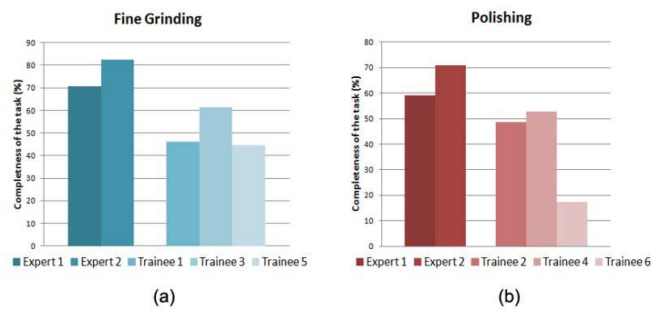 Fine Grinding
Completness of the task (%)
90
80
70
60
50
40
30
20
10
0
Expert 1 Expert 2 Trainee 1 Trainee 3 Trainee 5
(a)
Polishing
Completeness of the task (%)
80
70
60
50
40
30
20
10
0
Expert 1 Expert 2 Trainee 2 Trainee 4 Trainee 6
(b)